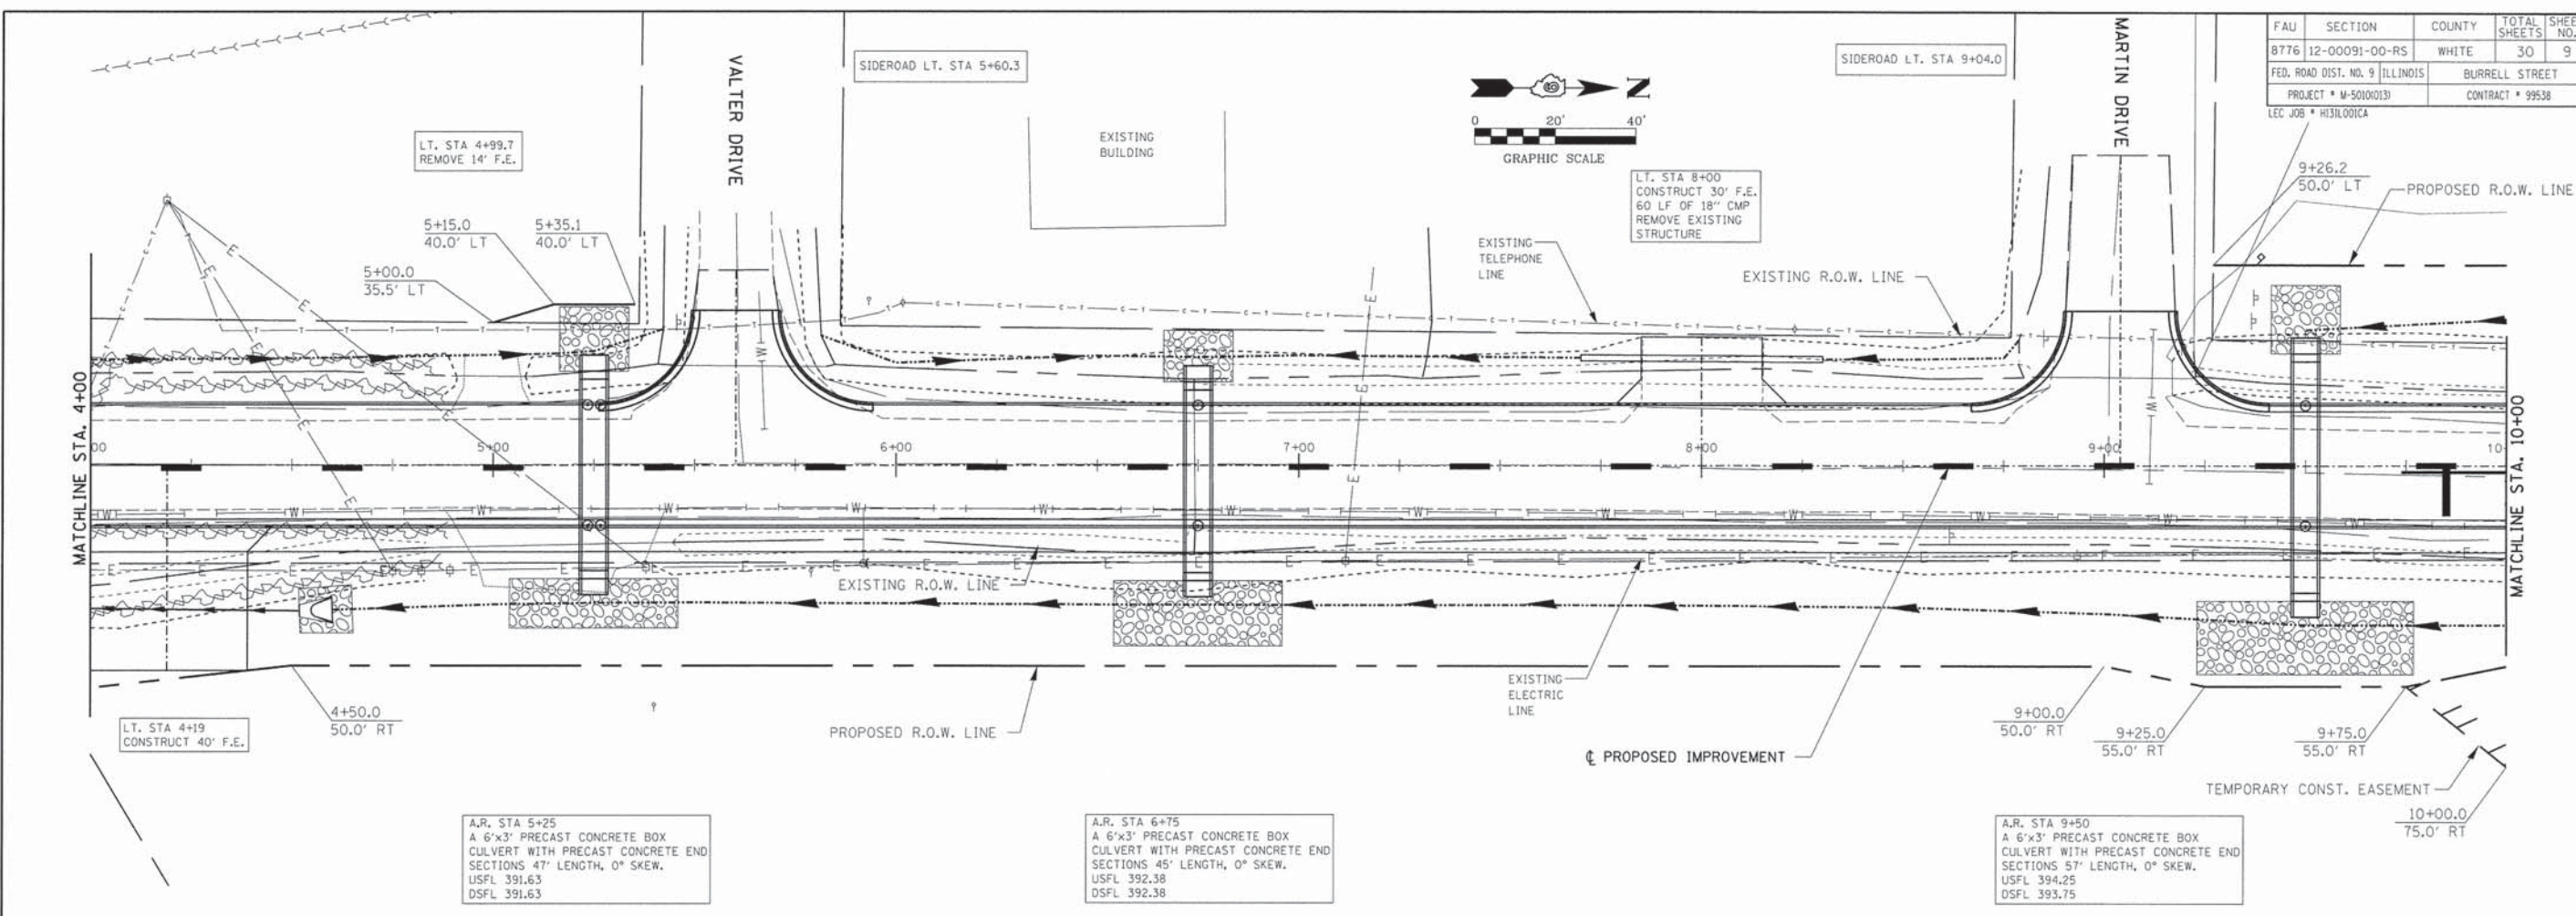 FAU SECTION COUNTY TOTAL SHEETS SHEE NO.
8776 12-00091-00-RS WHITE 30 9
FED. ROAD DIST. NO. 9 ILLINOIS BURRELL STREET
PROJECT * M-5010(013) CONTRACT * 99538
LEC JOB * H131L001CA
SIDEROAD LT. STA 5+60.3
SIDEROAD LT. STA 9+04.0
VALTER DRIVE
MARTIN DRIVE
N
0 20' 40'
GRAPHIC SCALE
EXISTING
BUILDING
LT. STA 4+99.7
REMOVE 14' F.E.
LT. STA 8+00
CONSTRUCT 30' F.E.
60 LF OF 18" CMP
REMOVE EXISTING
STRUCTURE
9+26.2
50.0' LT
PROPOSED R.O.W. LINE
5+15.0
40.0' LT
5+35.1
40.0' LT
5+00.0
35.5' LT
EXISTING
TELEPHONE
LINE
EXISTING R.O.W. LINE
MATCHLINE STA. 4+00
MATCHLINE STA. 10+00
00 5+00 6+00 7+00 8+00 9+00 10
EXISTING R.O.W. LINE
4+50.0
50.0' RT
LT. STA 4+19
CONSTRUCT 40' F.E.
PROPOSED R.O.W. LINE
EXISTING
ELECTRIC
LINE
℄ PROPOSED IMPROVEMENT
9+00.0
50.0' RT
9+25.0
55.0' RT
9+75.0
55.0' RT
TEMPORARY CONST. EASEMENT
10+00.0
75.0' RT
A.R. STA 5+25
A 6'x3' PRECAST CONCRETE BOX
CULVERT WITH PRECAST CONCRETE END
SECTIONS 47' LENGTH, 0° SKEW.
USFL 391.63
DSFL 391.63
A.R. STA 6+75
A 6'x3' PRECAST CONCRETE BOX
CULVERT WITH PRECAST CONCRETE END
SECTIONS 45' LENGTH, 0° SKEW.
USFL 392.38
DSFL 392.38
A.R. STA 9+50
A 6'x3' PRECAST CONCRETE BOX
CULVERT WITH PRECAST CONCRETE END
SECTIONS 57' LENGTH, 0° SKEW.
USFL 394.25
DSFL 393.75